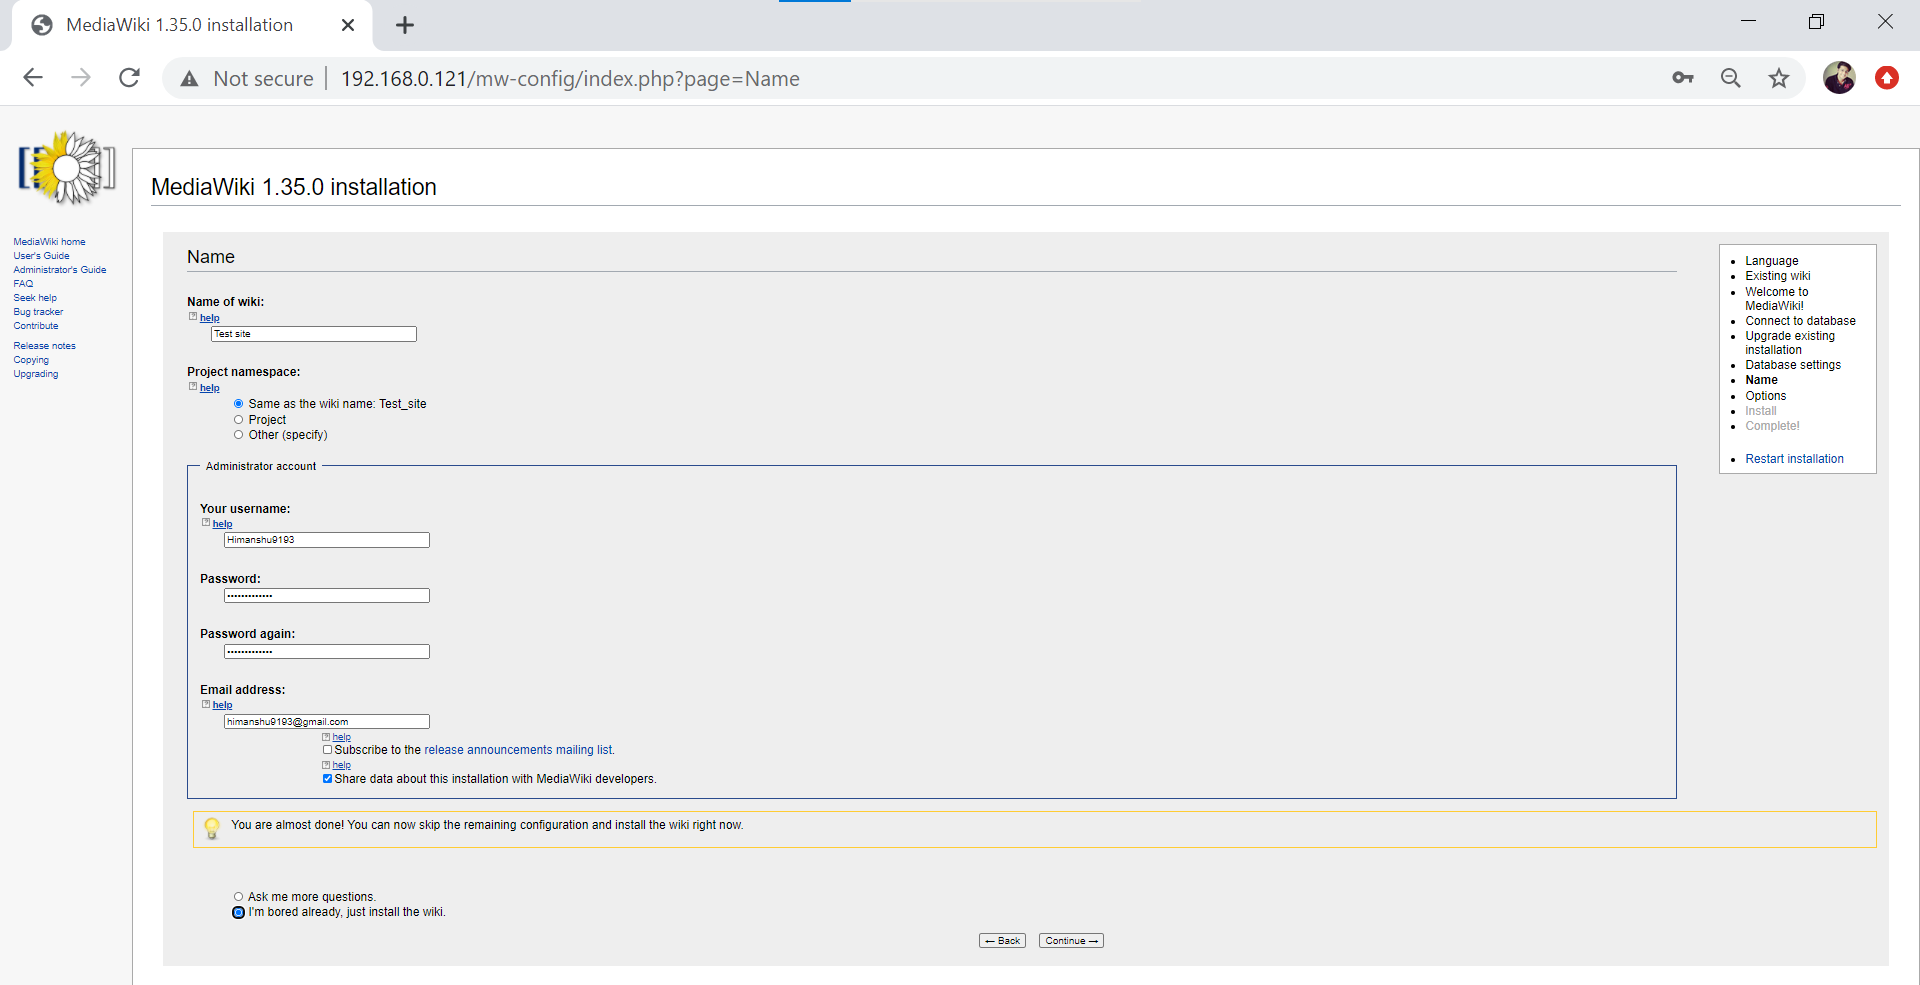 MediaWiki 1.35.0 installation
Not secure
192.168.0.121/mw-config/index.php?page=Name
MediaWiki home
User's Guide
Administrator's Guide
FAQ
Seek help
Bug tracker
Contribute
Release notes
Copying
Upgrading
MediaWiki 1.35.0 installation
Name
Name of wiki:
help
Test site
Project namespace:
help
Same as the wiki name: Test_site
Project
Other (specify)
Administrator account
Your username:
help
Himanshu9193
Password:
•••••••••••••
Password again:
•••••••••••••
Email address:
help
himanshu9193@gmail.com
help
Subscribe to the release announcements mailing list.
help
Share data about this installation with MediaWiki developers.
You are almost done! You can now skip the remaining configuration and install the wiki right now.
Ask me more questions.
I'm bored already, just install the wiki.
← Back
Continue →
Language
Existing wiki
Welcome to
MediaWiki!
Connect to database
Upgrade existing
installation
Database settings
Name
Options
Install
Complete!
Restart installation